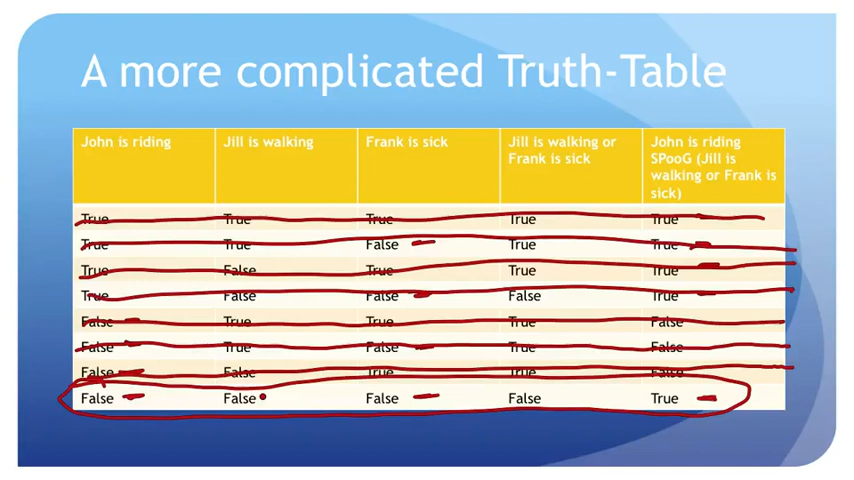 A more complicated Truth-Table
John is riding Jill is walking Frank is sick Jill is walking or Frank is sick John is riding SPooG (Jill is walking or Frank is sick)
True True True True True
True True False True True
True False True True True
True False False False True
False True True True False
False True False True False
False False True True False
False False False False True